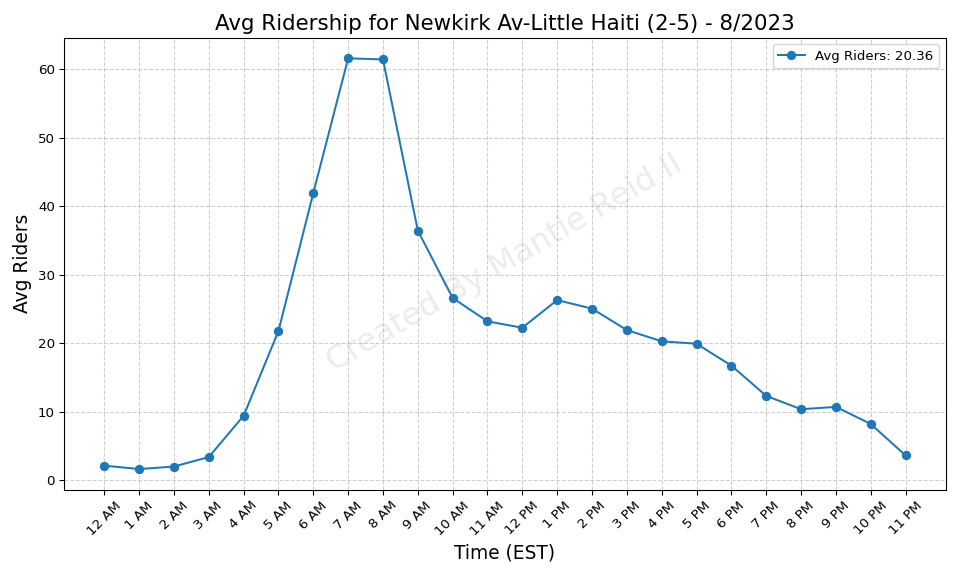 Avg Ridership for Newkirk Av-Little Haiti (2-5) - 8/2023
Avg Riders: 20.36
60
50
40
30
20
10
0
Avg Riders
Created By Mantie Reid II
12 AM
1 AM
2 AM
3 AM
4 AM
5 AM
6 AM
7 AM
8 AM
9 AM
10 AM
11 AM
12 PM
1 PM
2 PM
3 PM
4 PM
5 PM
6 PM
7 PM
8 PM
9 PM
10 PM
11 PM
Time (EST)